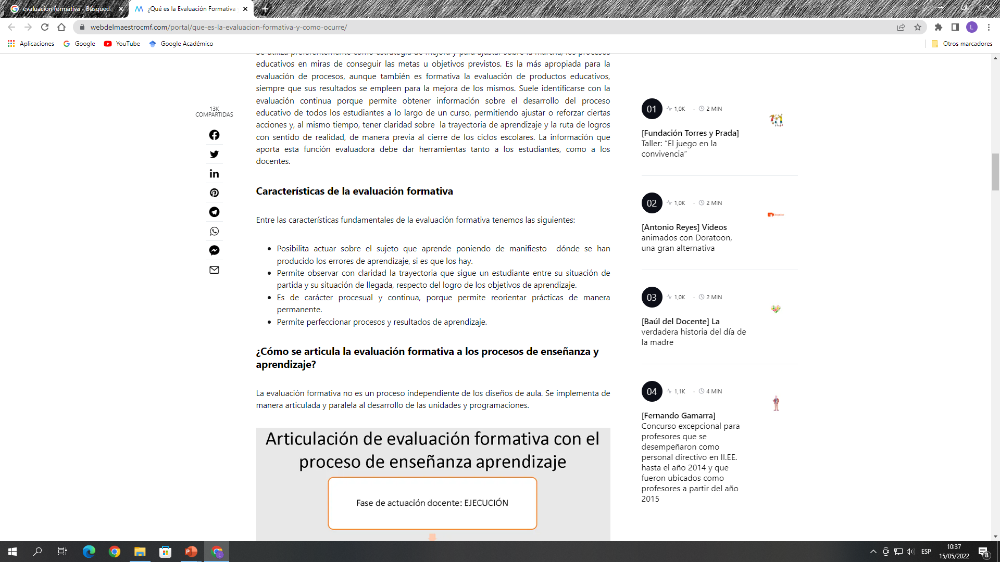 evaluacion formativa - Búsqueda
¿Qué es la Evaluación Formativa
webdelmaestrocmf.com/portal/que-es-la-evaluacion-formativa-y-como-ocurre/
L
Aplicaciones
Google
YouTube
Google Académico
Otros marcadores
Se utiliza preferentemente como estrategia de mejora y para ajustar sobre la marcha, los procesos
educativos en miras de conseguir las metas u objetivos previstos. Es la más apropiada para la
evaluación de procesos, aunque también es formativa la evaluación de productos educativos,
siempre que sus resultados se empleen para la mejora de los mismos. Suele identificarse con la
evaluación continua porque permite obtener información sobre el desarrollo del proceso
educativo de todos los estudiantes a lo largo de un curso, permitiendo ajustar o reforzar ciertas
acciones y, al mismo tiempo, tener claridad sobre la trayectoria de aprendizaje y la ruta de logros
con sentido de realidad, de manera previa al cierre de los ciclos escolares. La información que
aporta esta función evaluadora debe dar herramientas tanto a los estudiantes, como a los
docentes.
13K
COMPARTIDAS
Características de la evaluación formativa
Entre las características fundamentales de la evaluación formativa tenemos las siguientes:
• Posibilita actuar sobre el sujeto que aprende poniendo de manifiesto dónde se han
producido los errores de aprendizaje, si es que los hay.
• Permite observar con claridad la trayectoria que sigue un estudiante entre su situación de
partida y su situación de llegada, respecto del logro de los objetivos de aprendizaje.
• Es de carácter procesual y continua, porque permite reorientar prácticas de manera
permanente.
• Permite perfeccionar procesos y resultados de aprendizaje.
¿Cómo se articula la evaluación formativa a los procesos de enseñanza y
aprendizaje?
La evaluación formativa no es un proceso independiente de los diseños de aula. Se implementa de
manera articulada y paralela al desarrollo de las unidades y programaciones.
Articulación de evaluación formativa con el
proceso de enseñanza aprendizaje
Fase de actuación docente: EJECUCIÓN
01 1,0K · 2 MIN
[Fundación Torres y Prada]
Taller: “El juego en la
convivencia”
02 1,0K · 2 MIN
[Antonio Reyes] Videos
animados con Doratoon,
una gran alternativa
03 1,0K · 2 MIN
[Baúl del Docente] La
verdadera historia del día de
la madre
04 1,1K · 4 MIN
[Fernando Gamarra]
Concurso excepcional para
profesores que se
desempeñaron como
personal directivo en II.EE.
hasta el año 2014 y que
fueron ubicados como
profesores a partir del año
2015
ESP
10:37
15/05/2022
8